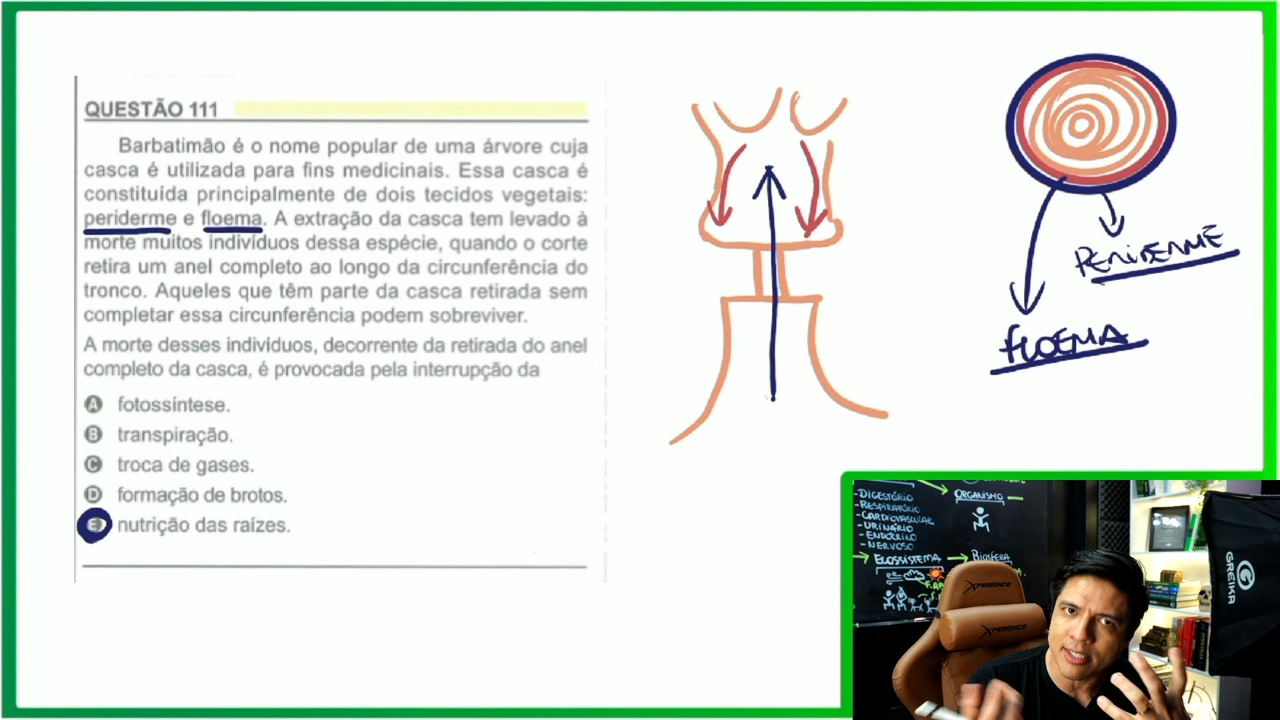 QUESTÃO 111
Barbatimão é o nome popular de uma árvore cuja
casca é utilizada para fins medicinais. Essa casca é
constituída principalmente de dois tecidos vegetais:
periderme e floema. A extração da casca tem levado à
morte muitos indivíduos dessa espécie, quando o corte
retira um anel completo ao longo da circunferência do
tronco. Aqueles que têm parte da casca retirada sem
completar essa circunferência podem sobreviver.
A morte desses indivíduos, decorrente da retirada do anel
completo da casca, é provocada pela interrupção da
A fotossíntese.
B transpiração.
C troca de gases.
D formação de brotos.
E nutrição das raízes.
PERIDERME
FLOEMA
-DIGESTÓRIO
-RESPIRATÓRIO
-CARDIOVASCULAR
-URINÁRIO
-ENDÓCRINO
-NERVOSO
ORGANISMO
ECOSSISTEMA
BIOSFERA
XPERIENCE
XPERIENCE
GREIKA